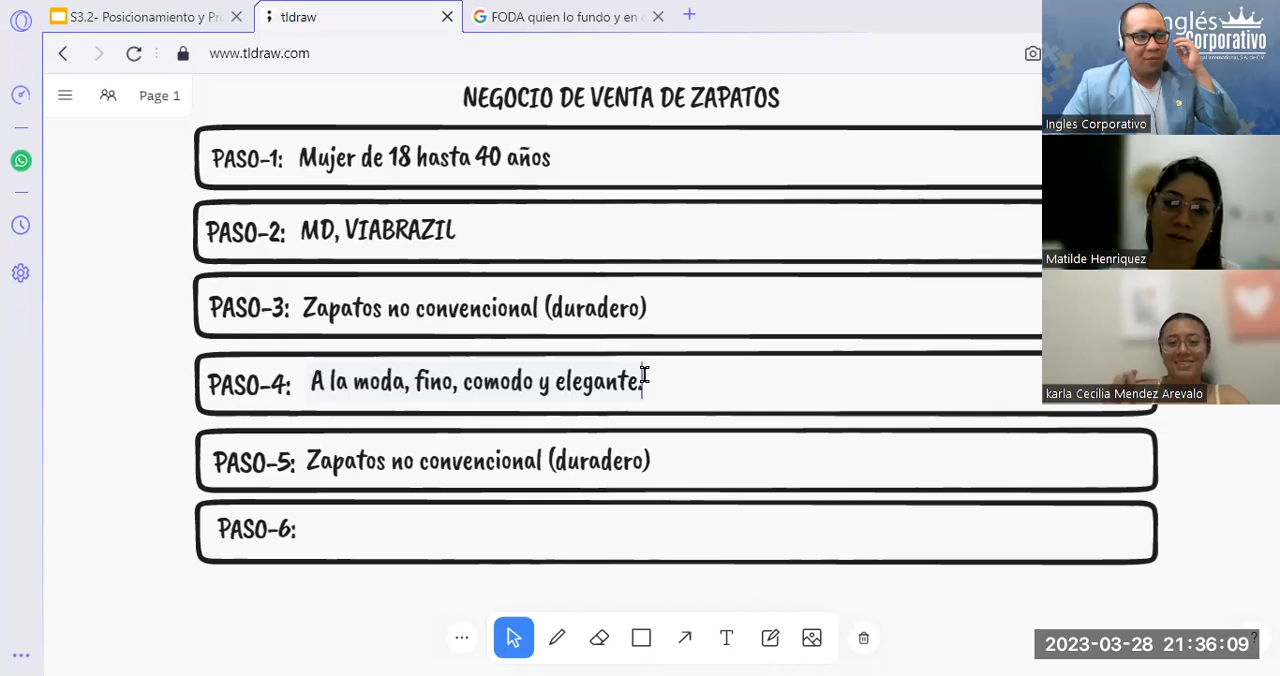 S3.2- Posicionamiento y Pr
tldraw
FODA quien lo fundo y en
www.tldraw.com
Page 1
NEGOCIO DE VENTA DE ZAPATOS
PASO-1: Mujer de 18 hasta 40 años
PASO-2: MD, VIABRAZIL
PASO-3: Zapatos no convencional (duradero)
PASO-4: A la moda, fino, comodo y elegante.
PASO-5: Zapatos no convencional (duradero)
PASO-6:
Inglés
Corporativo
Ingles Corporativo
Matilde Henriquez
karla Cecilia Mendez Arevalo
2023-03-28 21:36:09
?